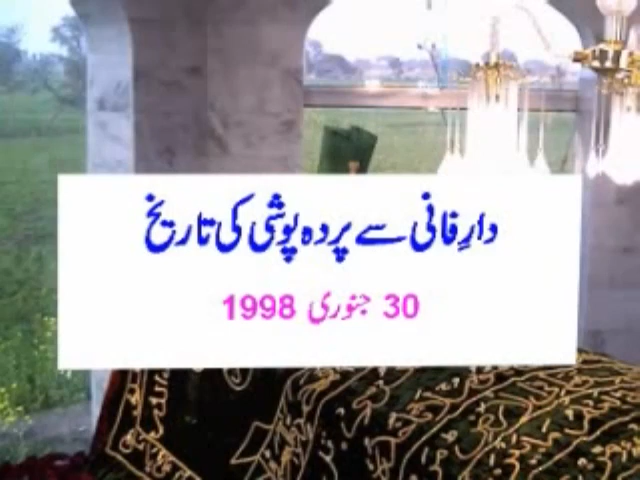 دارِفانی سے پردہ پوشی کی تاریخ
30 جنوری 1998